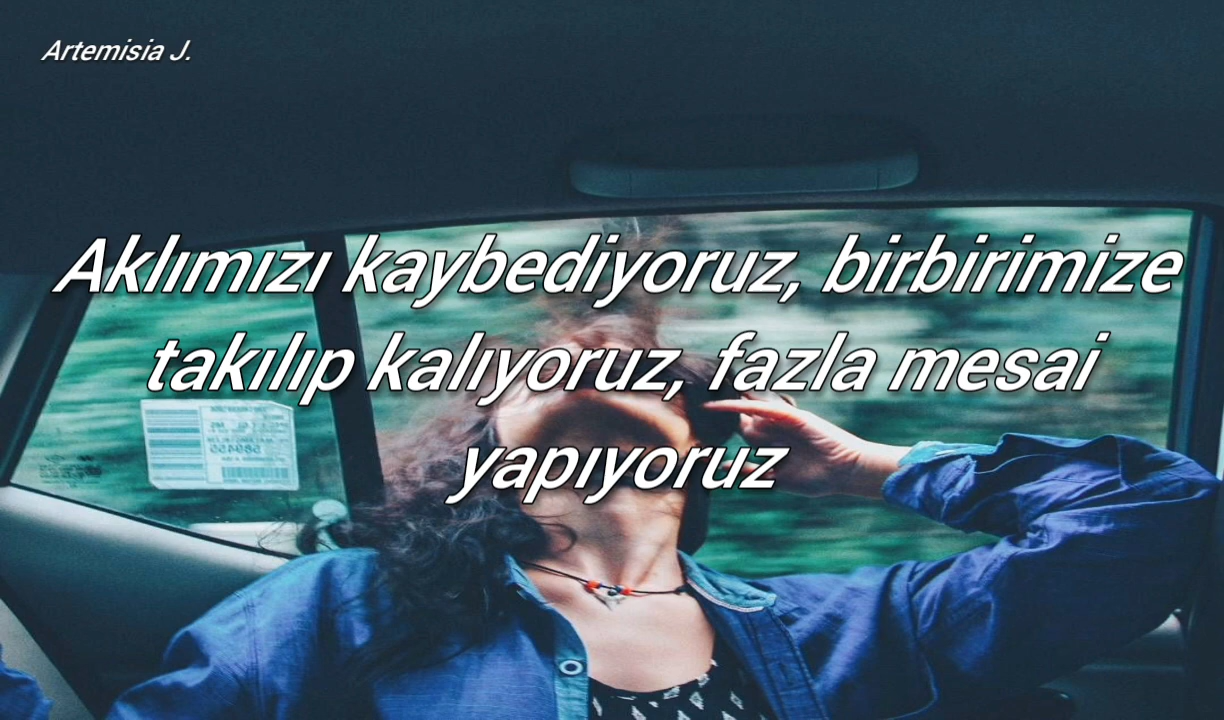 Artemisia J.
Aklımızı kaybediyoruz, birbirimize
takılıp kalıyoruz, fazla mesai
yapıyoruz